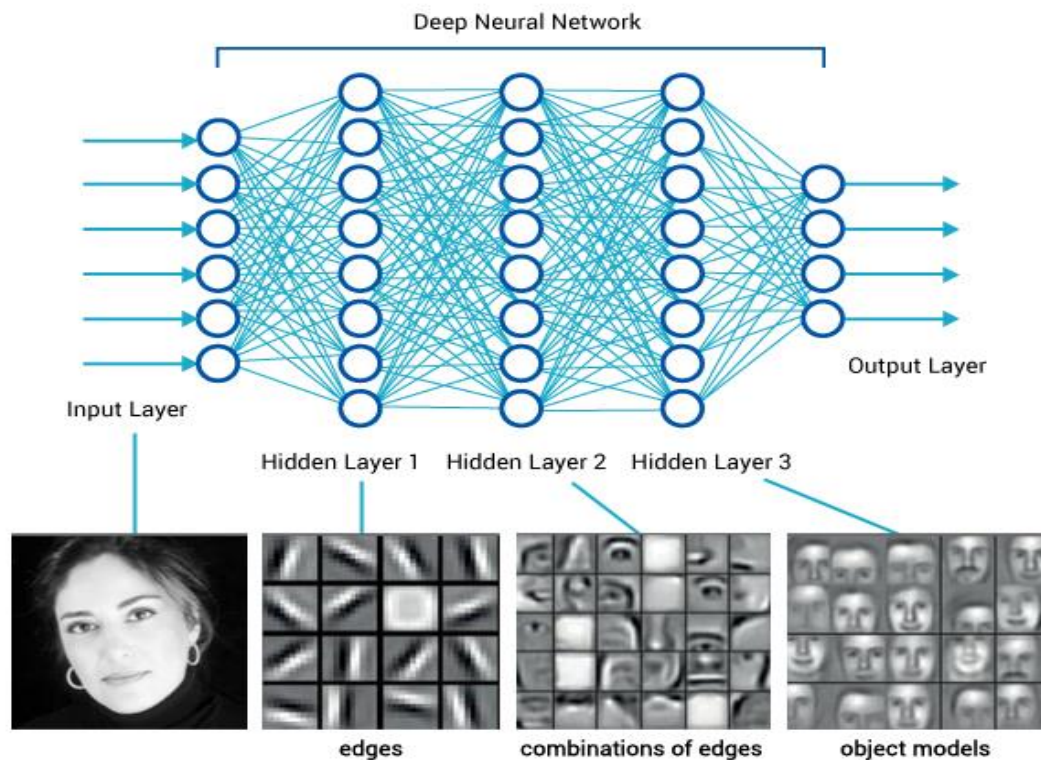 Deep Neural Network
Input Layer
Output Layer
Hidden Layer 1
Hidden Layer 2
Hidden Layer 3
edges
combinations of edges
object models